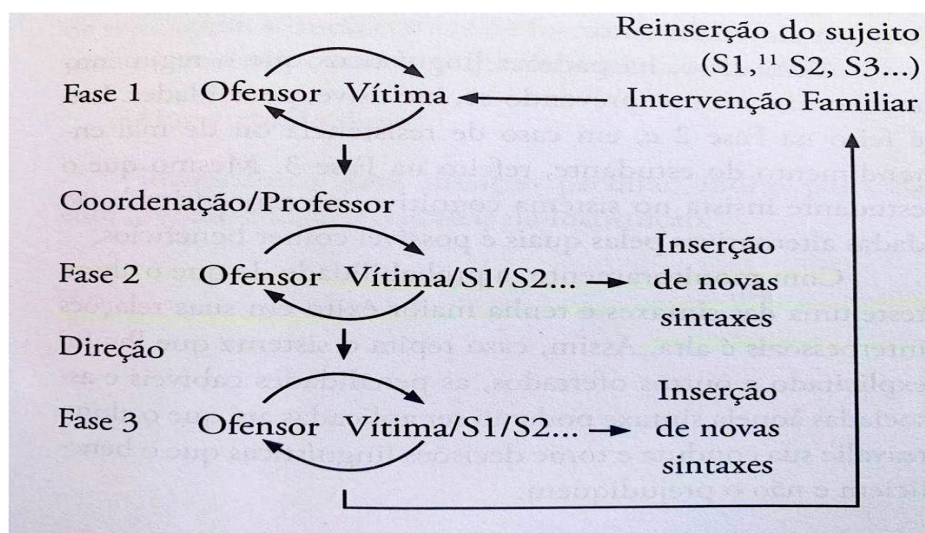 Reinserção do sujeito
(S1,¹¹ S2, S3...)
Fase 1 Ofensor Vítima Intervenção Familiar
Coordenação/Professor
Fase 2 Ofensor Vítima/S1/S2... Inserção
de novas
sintaxes
Direção
Fase 3 Ofensor Vítima/S1/S2... Inserção
de novas
sintaxes